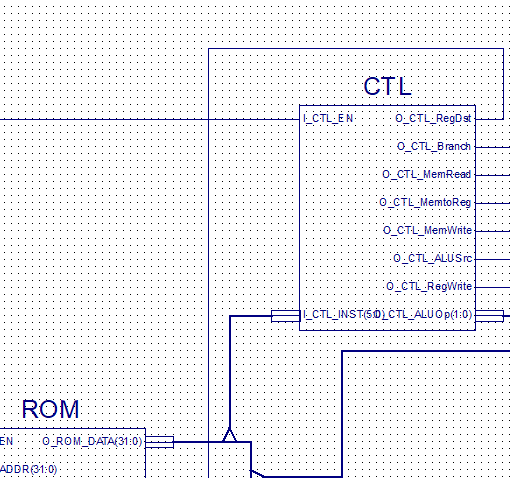 CTL
I_CTL_EN O_CTL_RegDst
O_CTL_Branch
O_CTL_MemRead
O_CTL_MemtoReg
O_CTL_MemWrite
O_CTL_ALUSrc
O_CTL_RegWrite
I_CTL_INST(5:0) O_CTL_ALUOp(1:0)
ROM
EN O_ROM_DATA(31:0)
ADDR(31:0)